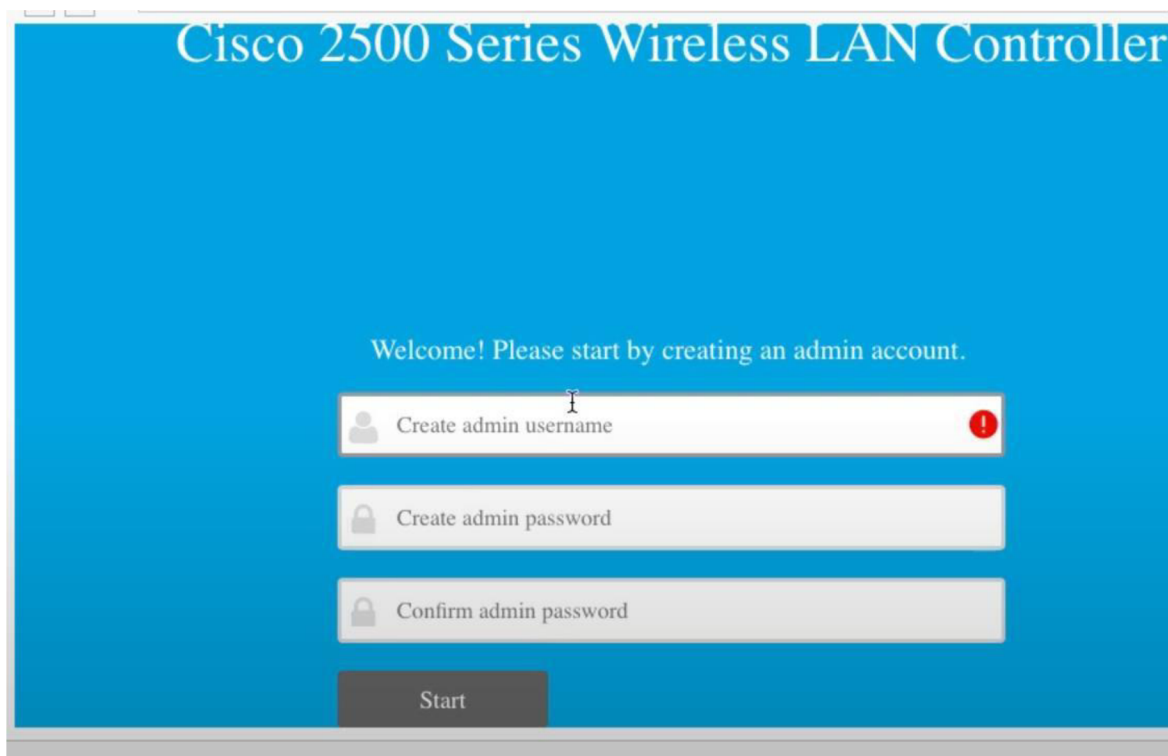 Cisco 2500 Series Wireless LAN Controller
Welcome! Please start by creating an admin account.
Create admin username
Create admin password
Confirm admin password
Start